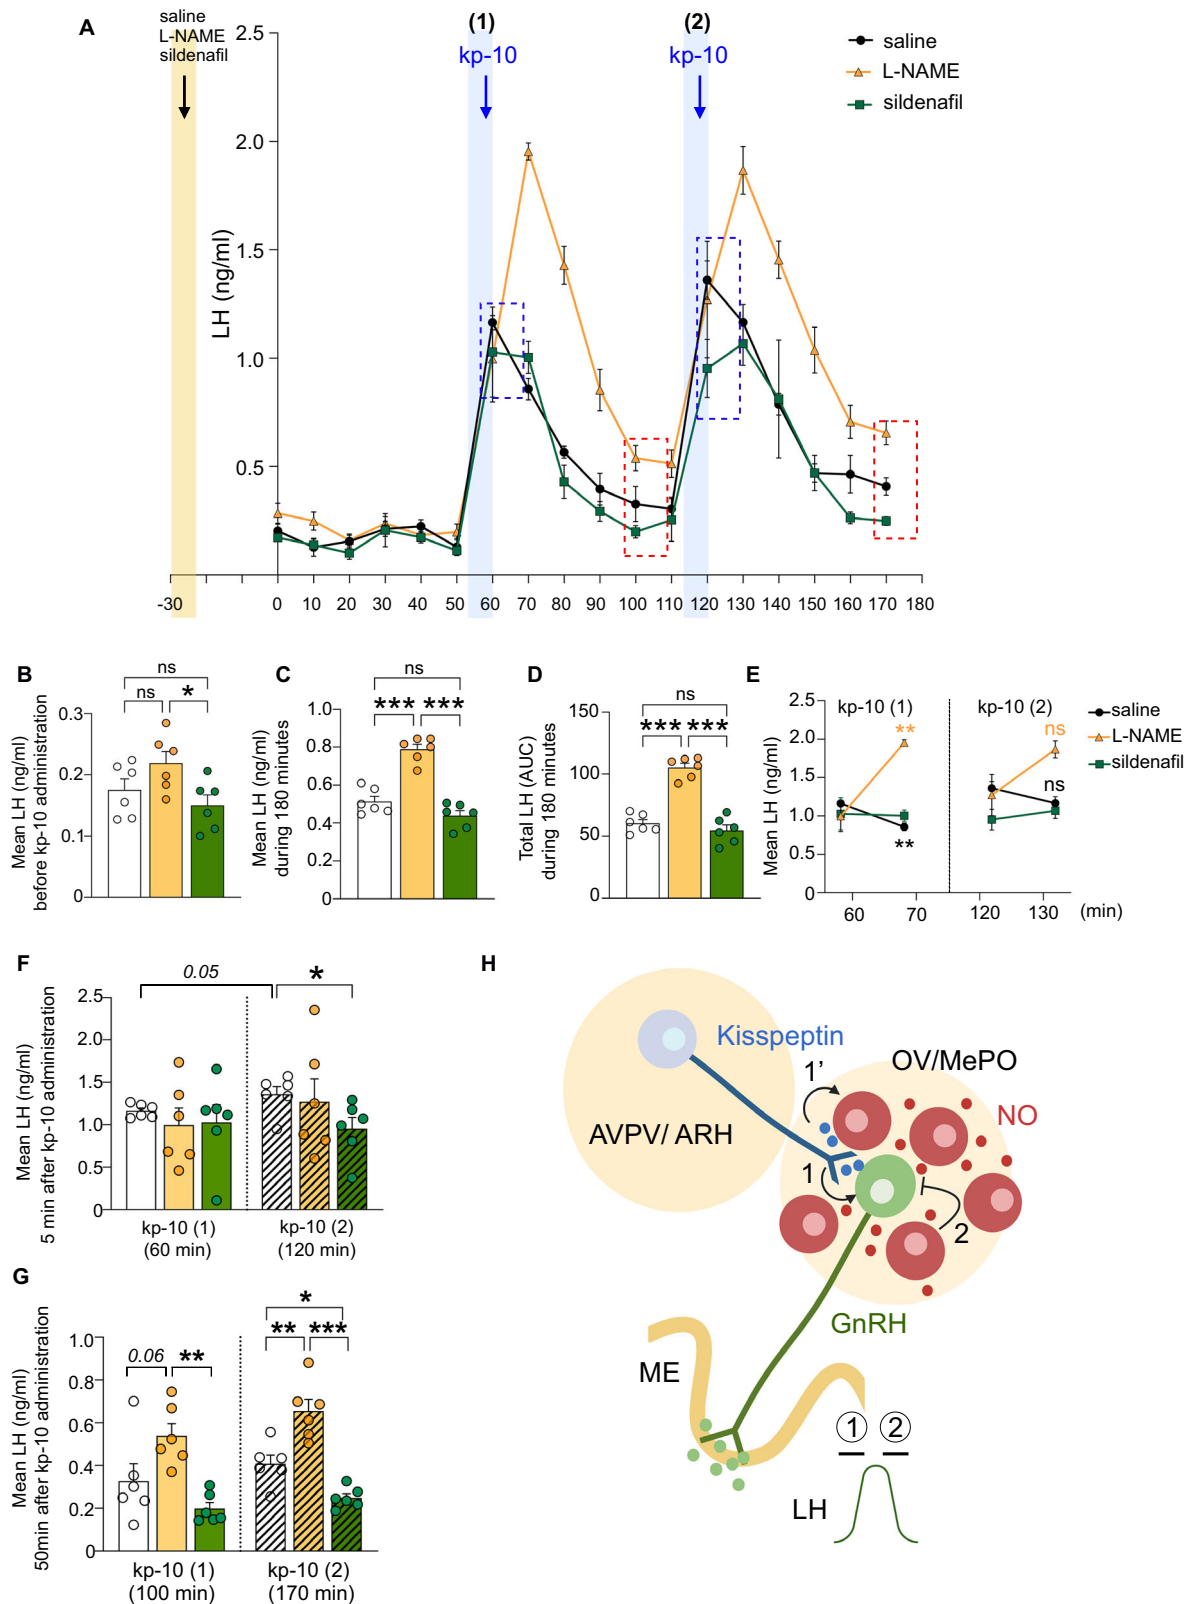 A
saline
L-NAME
sildenafil
(1)
kp-10
(2)
kp-10
saline
L-NAME
sildenafil
LH (ng/ml)
2.5
2.0
1.5
1.0
0.5
-30 0 10 20 30 40 50 60 70 80 90 100 110 120 130 140 150 160 170 180
B
Mean LH (ng/ml)
before kp-10 administration
ns
ns *
0.3
0.2
0.1
0
C
Mean LH (ng/ml)
during 180 minutes
ns
*** ***
1.0
0.8
0.6
0.4
0.2
0
D
Total LH (AUC)
during 180 minutes
ns
*** ***
150
100
50
0
E
Mean LH (ng/ml)
kp-10 (1) kp-10 (2)
2.5
2.0
1.5
1.0
0.5
0
**
**
ns
ns
60 70 120 130 (min)
saline
L-NAME
sildenafil
F
Mean LH (ng/ml)
5 min after kp-10 administration
0.05 *
2.5
2.0
1.5
1.0
0.5
0
kp-10 (1) kp-10 (2)
(60 min) (120 min)
G
Mean LH (ng/ml)
50min after kp-10 administration
0.06 **
*
** ***
1.0
0.8
0.6
0.4
0.2
0
kp-10 (1) kp-10 (2)
(100 min) (170 min)
H
Kisspeptin
OV/MePO
1’
NO
AVPV/ ARH
1
2
GnRH
ME
1 2
LH